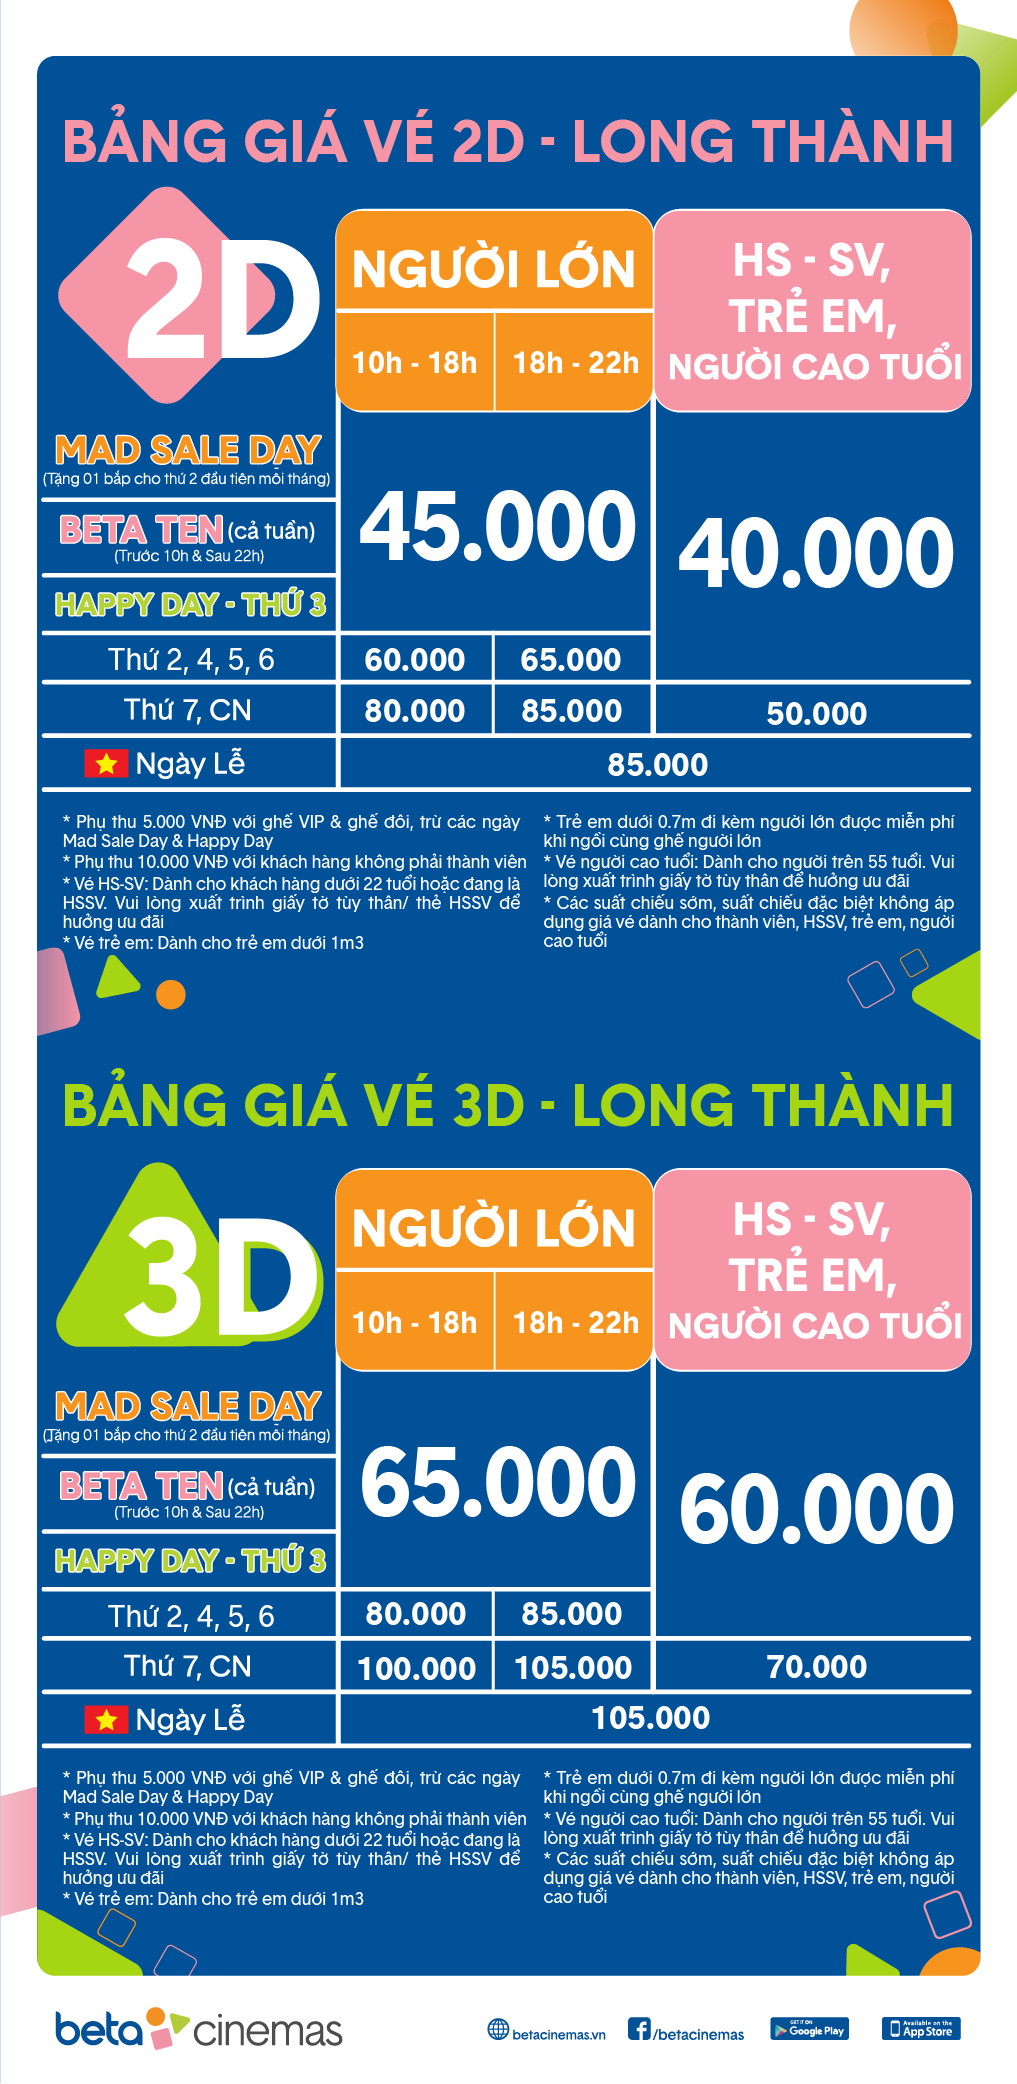 BẢNG GIÁ VÉ 2D - LONG THÀNH
2D
NGƯỜI LỚN
10h - 18h
18h - 22h
HS - SV,
TRẺ EM,
NGƯỜI CAO TUỔI
MAD SALE DAY
(Tặng 01 bắp cho thứ 2 đầu tiên mỗi tháng)
BETA TEN (cả tuần)
(Trước 10h & Sau 22h)
HAPPY DAY - THỨ 3
45.000
40.000
Thứ 2, 4, 5, 6
60.000
65.000
Thứ 7, CN
80.000
85.000
50.000
Ngày Lễ
85.000
* Phụ thu 5.000 VNĐ với ghế VIP & ghế đôi, trừ các ngày
Mad Sale Day & Happy Day
* Phụ thu 10.000 VNĐ với khách hàng không phải thành viên
* Vé HS-SV: Dành cho khách hàng dưới 22 tuổi hoặc đang là
HSSV. Vui lòng xuất trình giấy tờ tùy thân/ thẻ HSSV để
hưởng ưu đãi
* Vé trẻ em: Dành cho trẻ em dưới 1m3
* Trẻ em dưới 0.7m đi kèm người lớn được miễn phí
khi ngồi cùng ghế người lớn
* Vé người cao tuổi: Dành cho người trên 55 tuổi. Vui
lòng xuất trình giấy tờ tùy thân để hưởng ưu đãi
* Các suất chiếu sớm, suất chiếu đặc biệt không áp
dụng giá vé dành cho thành viên, HSSV, trẻ em, người
cao tuổi
BẢNG GIÁ VÉ 3D - LONG THÀNH
3D
NGƯỜI LỚN
10h - 18h
18h - 22h
HS - SV,
TRẺ EM,
NGƯỜI CAO TUỔI
MAD SALE DAY
(Tặng 01 bắp cho thứ 2 đầu tiên mỗi tháng)
BETA TEN (cả tuần)
(Trước 10h & Sau 22h)
HAPPY DAY - THỨ 3
65.000
60.000
Thứ 2, 4, 5, 6
80.000
85.000
Thứ 7, CN
100.000
105.000
70.000
Ngày Lễ
105.000
* Phụ thu 5.000 VNĐ với ghế VIP & ghế đôi, trừ các ngày
Mad Sale Day & Happy Day
* Phụ thu 10.000 VNĐ với khách hàng không phải thành viên
* Vé HS-SV: Dành cho khách hàng dưới 22 tuổi hoặc đang là
HSSV. Vui lòng xuất trình giấy tờ tùy thân/ thẻ HSSV để
hưởng ưu đãi
* Vé trẻ em: Dành cho trẻ em dưới 1m3
* Trẻ em dưới 0.7m đi kèm người lớn được miễn phí
khi ngồi cùng ghế người lớn
* Vé người cao tuổi: Dành cho người trên 55 tuổi. Vui
lòng xuất trình giấy tờ tùy thân để hưởng ưu đãi
* Các suất chiếu sớm, suất chiếu đặc biệt không áp
dụng giá vé dành cho thành viên, HSSV, trẻ em, người
cao tuổi
beta cinemas
betacinemas.vn
/betacinemas
GET IT ON
Google Play
Available on the
App Store